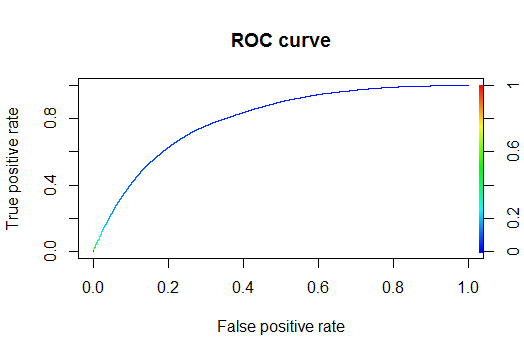 ROC curve
True positive rate
0.0 0.4 0.8
0.0 0.2 0.4 0.6 0.8 1.0
False positive rate
0 0.2 0.6 1